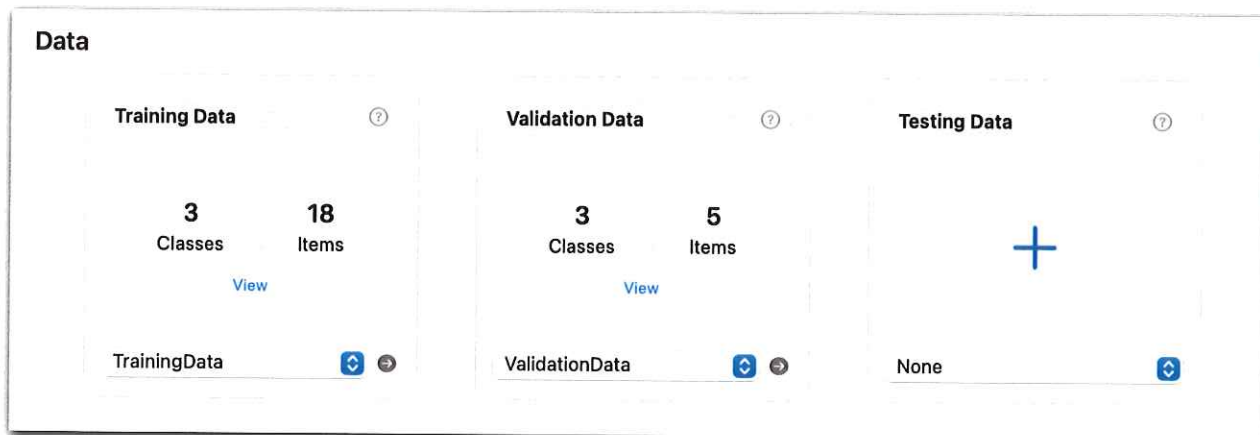 Data
Training Data ?
3 18
Classes Items
View
TrainingData
Validation Data ?
3 5
Classes Items
View
ValidationData
Testing Data ?
None